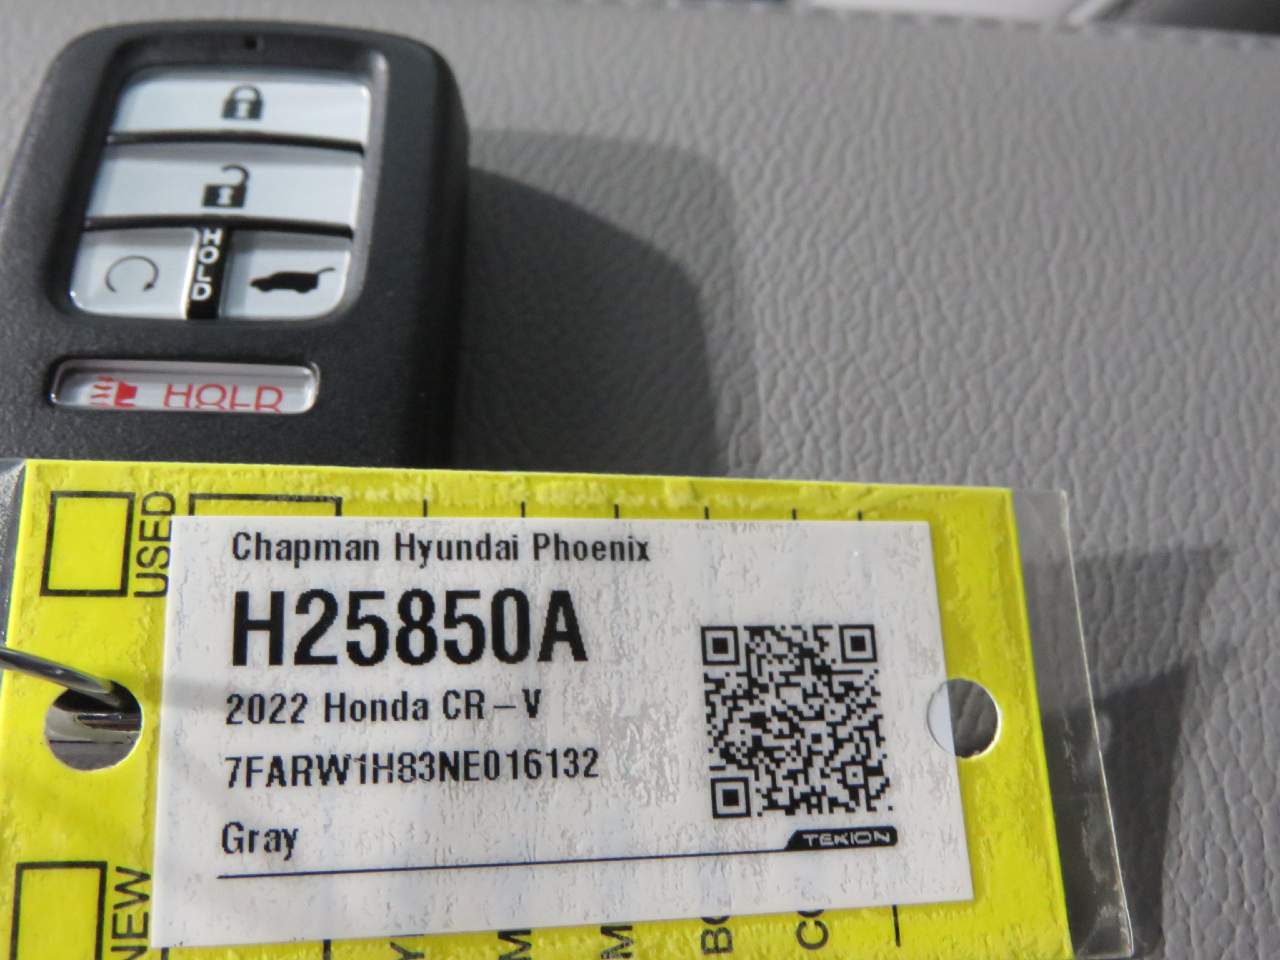 HOLD
HOLD
USED
Chapman Hyundai Phoenix
H25850A
2022 Honda CR-V
7FARW1H83NE016132
Gray
TEKION
NEW